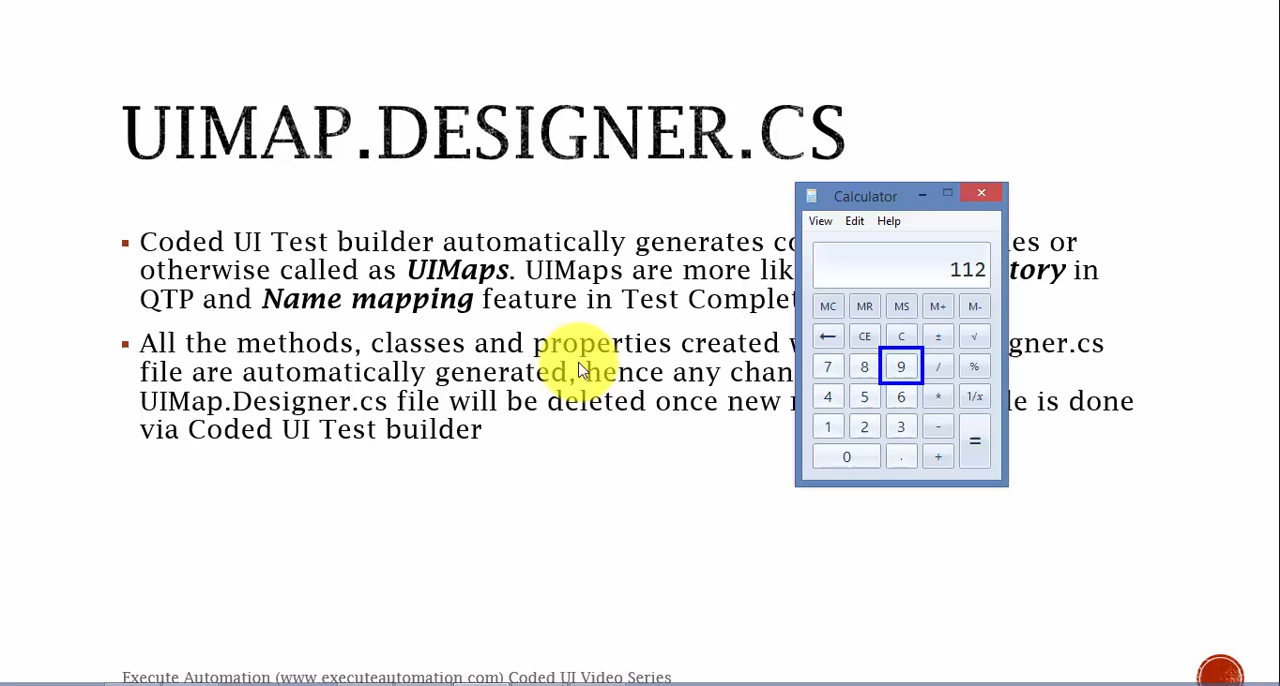 UIMAP.DESIGNER.CS
Coded UI Test builder automatically generates co es or
otherwise called as UIMaps. UIMaps are more lik tory in
QTP and Name mapping feature in Test Complet
All the methods, classes and properties created w gner.cs
file are automatically generated, hence any chan
UIMap.Designer.cs file will be deleted once new r le is done
via Coded UI Test builder
Calculator
View Edit Help
112
MC MR MS M+ M-
← CE C ± √
7 8 9 / %
4 5 6 * 1/x
1 2 3 - =
0 . +
Execute Automation (www.executeautomation.com) Coded UI Video Series